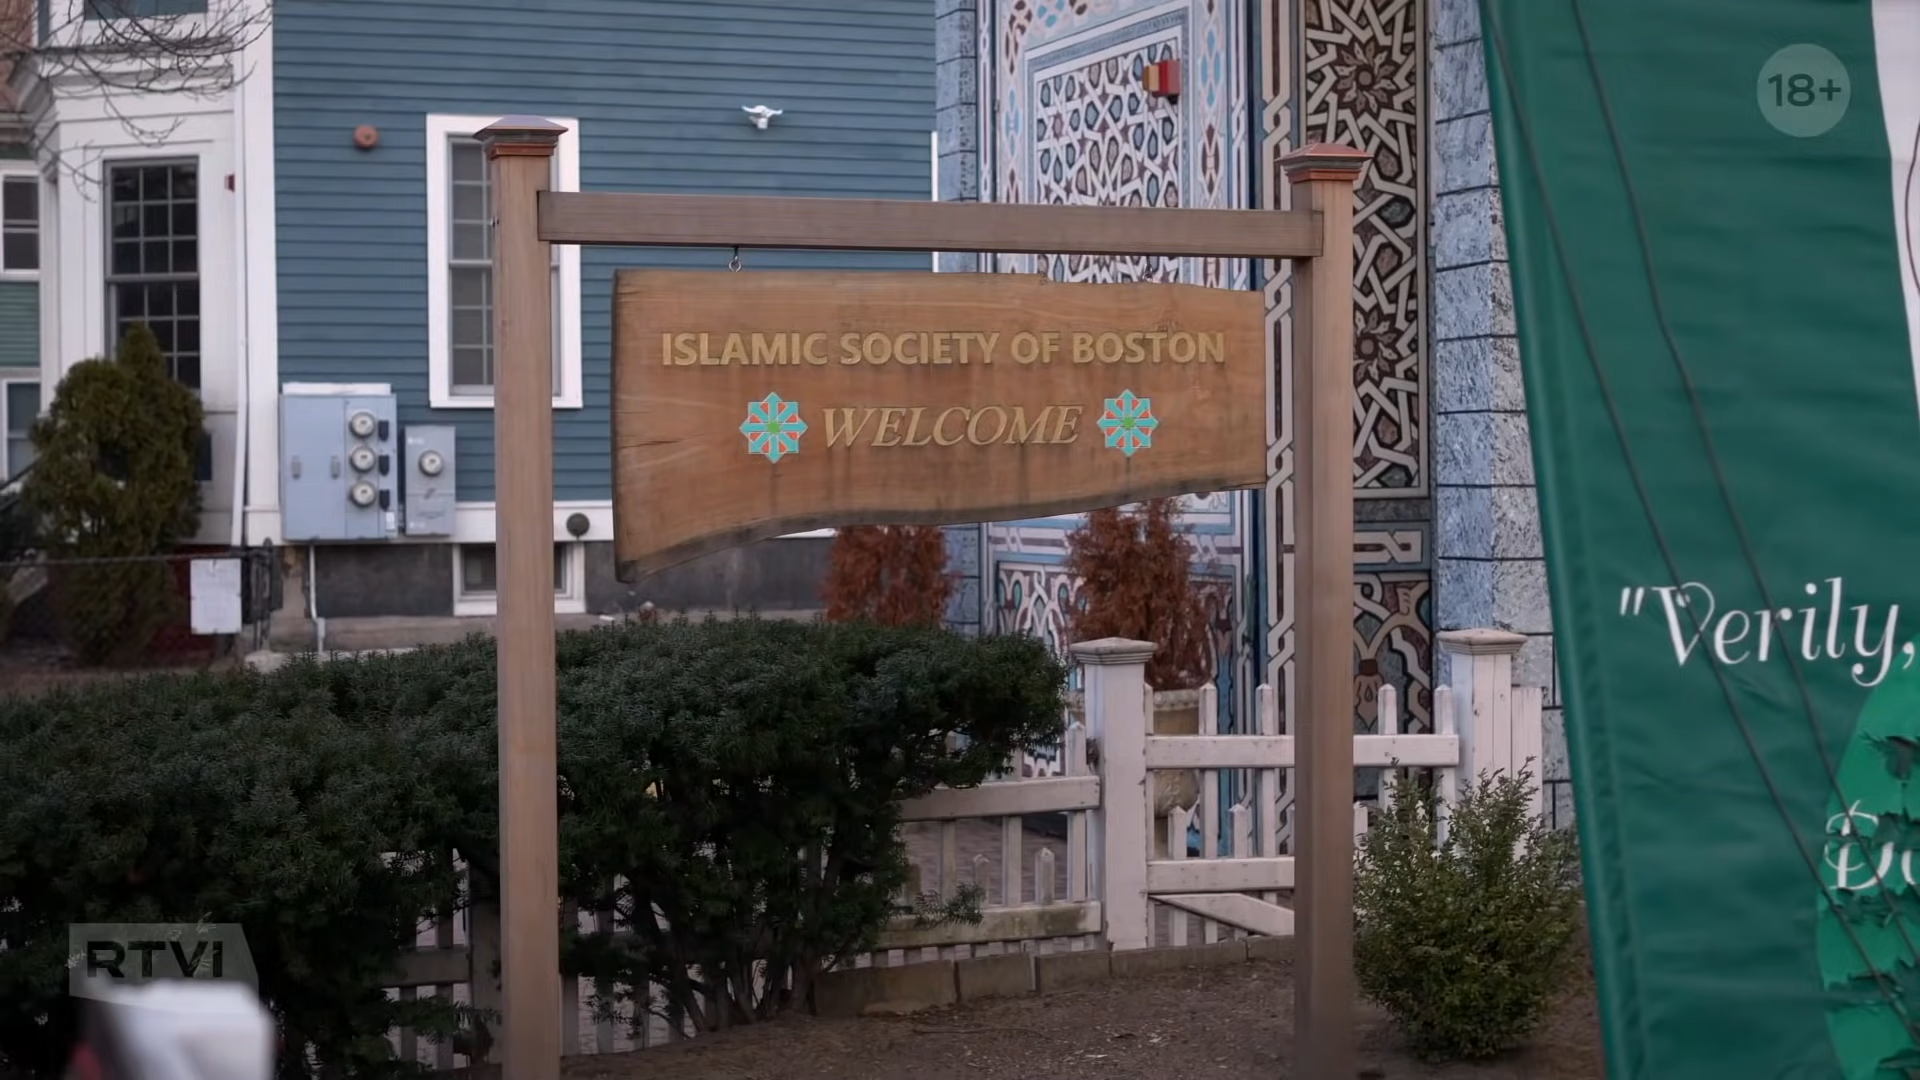 18+
ISLAMIC SOCIETY OF BOSTON
WELCOME
"Verily,
RTVI